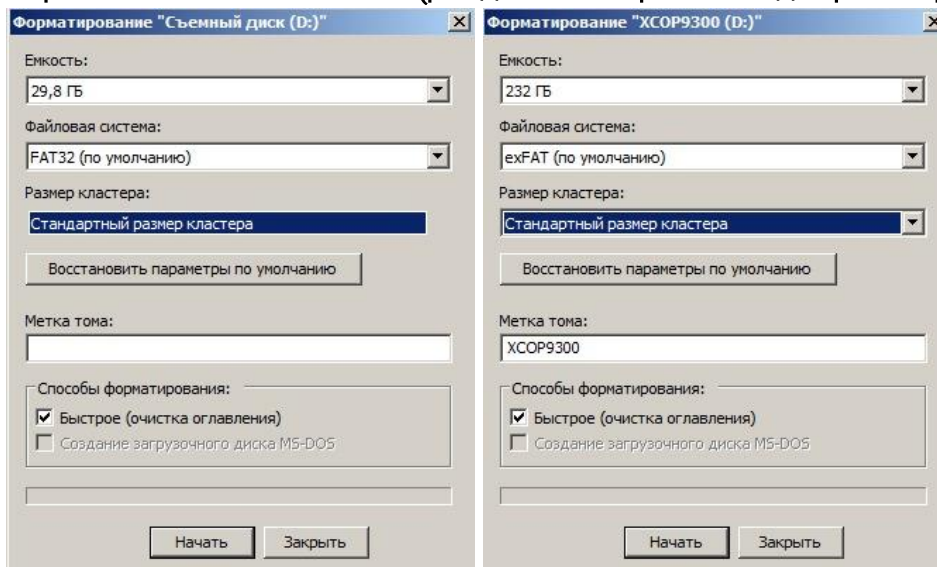 Форматирование "Съемный диск (D:)"
Емкость:
29,8 ГБ
Файловая система:
FAT32 (по умолчанию)
Размер кластера:
Стандартный размер кластера
Восстановить параметры по умолчанию
Метка тома:
Способы форматирования:
Быстрое (очистка оглавления)
Создание загрузочного диска MS-DOS
Начать
Закрыть
Форматирование "XCOP9300 (D:)"
Емкость:
232 ГБ
Файловая система:
exFAT (по умолчанию)
Размер кластера:
Стандартный размер кластера
Восстановить параметры по умолчанию
Метка тома:
XCOP9300
Способы форматирования:
Быстрое (очистка оглавления)
Создание загрузочного диска MS-DOS
Начать
Закрыть